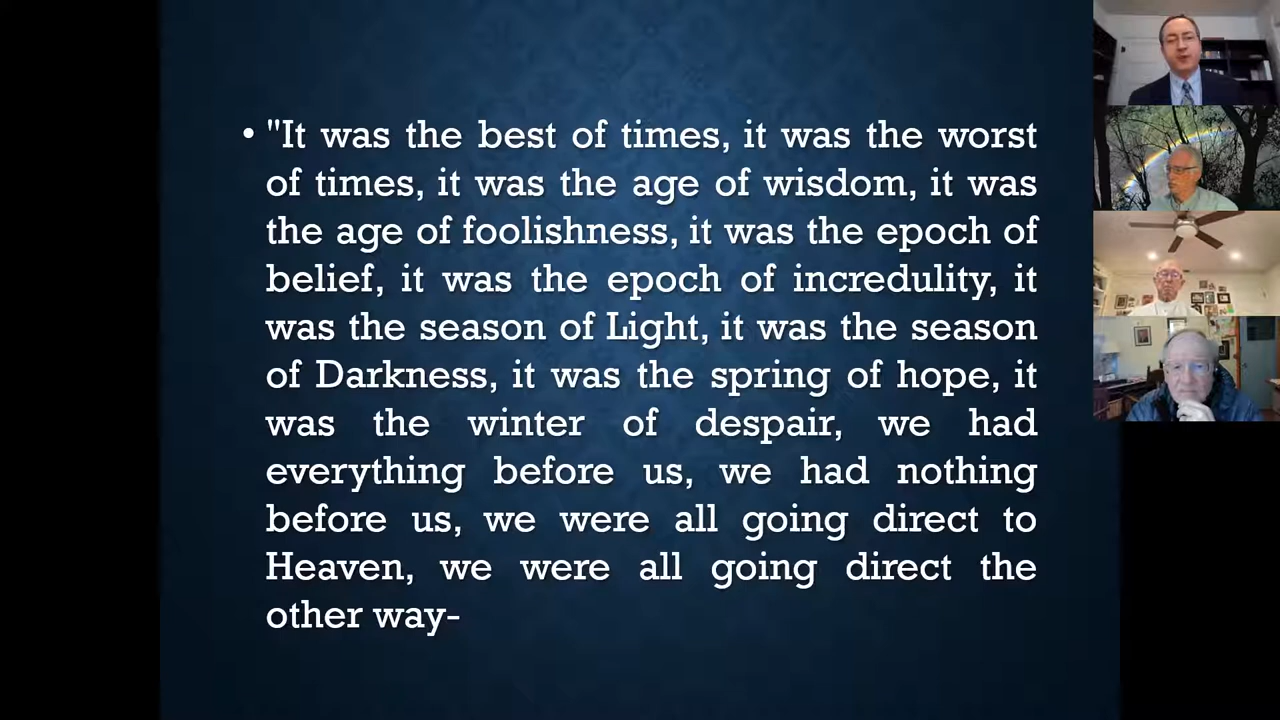 • "It was the best of times, it was the worst
of times, it was the age of wisdom, it was
the age of foolishness, it was the epoch of
belief, it was the epoch of incredulity, it
was the season of Light, it was the season
of Darkness, it was the spring of hope, it
was the winter of despair, we had
everything before us, we had nothing
before us, we were all going direct to
Heaven, we were all going direct the
other way-